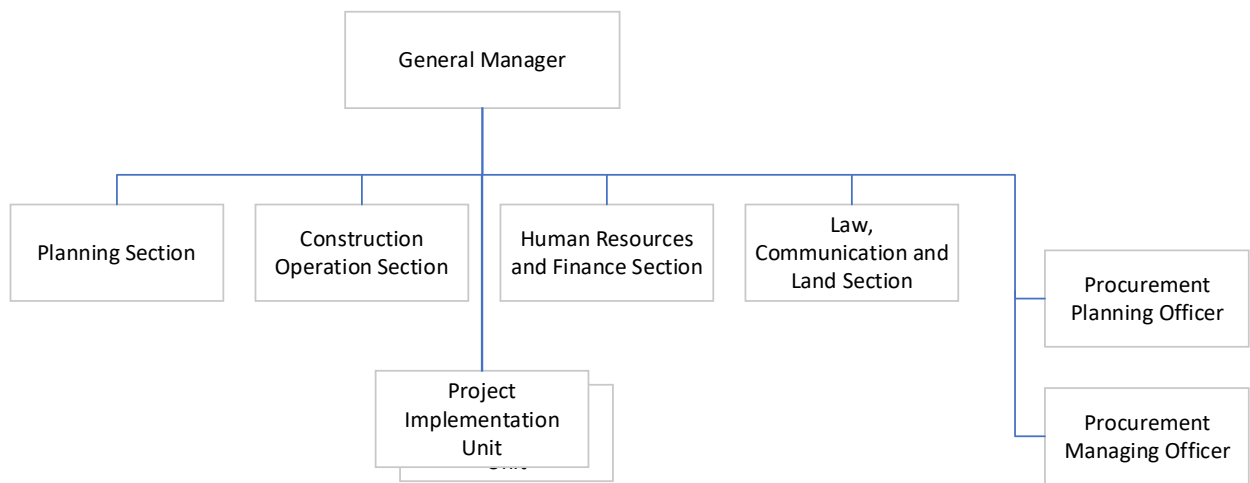 General Manager
Planning Section
Construction
Operation Section
Human Resources
and Finance Section
Law,
Communication and
Land Section
Procurement
Planning Officer
Project
Implementation
Unit
Procurement
Managing Officer